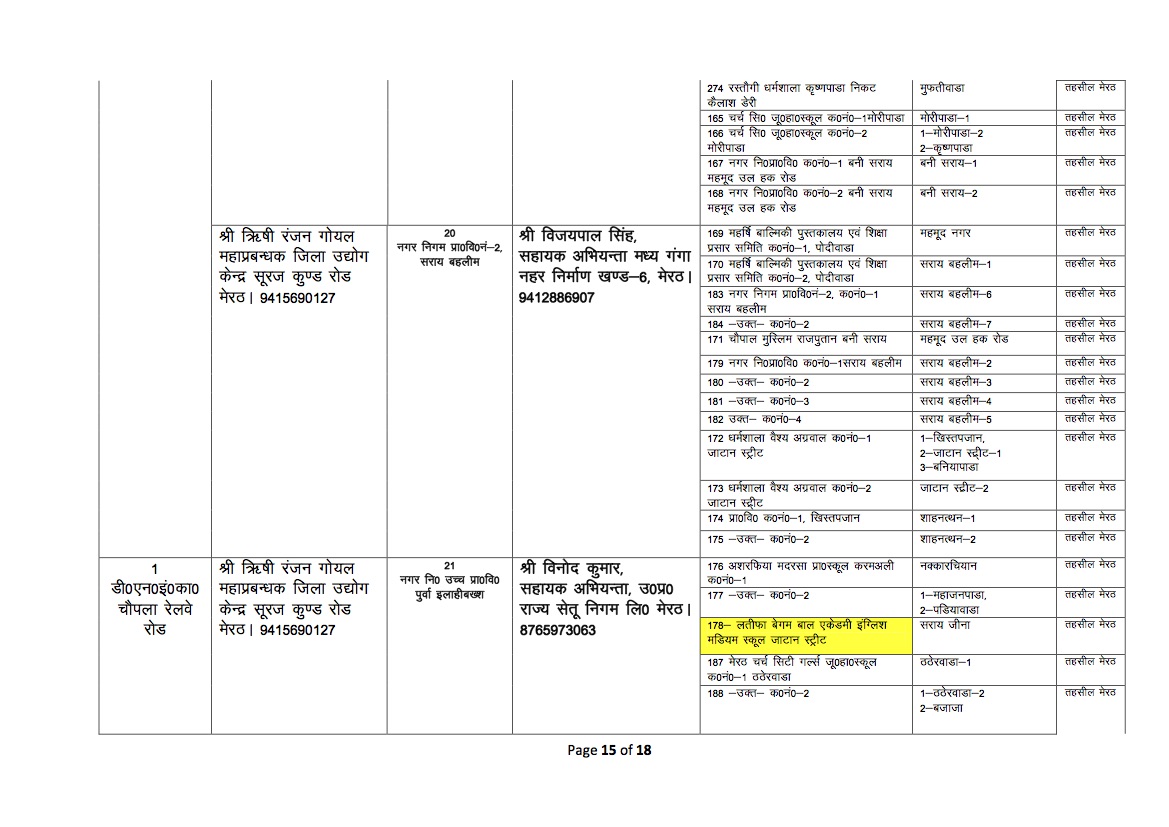 274 रस्तौगी धर्मशाला कृष्णपाडा निकट
कैलाश डेरी
मुफतीवाडा
तहसील मेरठ
165 चर्च सि0 जू0हा0स्कूल क0नं0–1मोरीपाडा
मोरीपाडा–1
तहसील मेरठ
166 चर्च सि0 जू0हा0स्कूल क0नं0–2
मोरीपाडा
1–मोरीपाडा–2
2–कृष्णपाडा
तहसील मेरठ
167 नगर नि0प्रा0वि0 क0नं0–1 बनी सराय
महमूद उल हक रोड
बनी सराय–1
तहसील मेरठ
168 नगर नि0प्रा0वि0 क0नं0–2 बनी सराय
महमूद उल हक रोड
बनी सराय–2
तहसील मेरठ
श्री ऋिषी रंजन गोयल
महाप्रबन्धक जिला उद्योग
केन्द्र सूरज कुण्ड रोड
मेरठ। 9415690127
20
नगर निगम प्रा0वि0नं–2,
सराय बहलीम
श्री विजयपाल सिंह,
सहायक अभियन्ता मध्य गंगा
नहर निर्माण खण्ड–6, मेरठ।
9412886907
169 महर्षि बाल्मिकी पुस्तकालय एवं शिक्षा
प्रसार समिति क0नं0–1, पोदीवाडा
महमूद नगर
तहसील मेरठ
170 महर्षि बाल्मिकी पुस्तकालय एवं शिक्षा
प्रसार समिति क0नं0–2, पोदीवाडा
सराय बहलीम–1
तहसील मेरठ
183 नगर निगम प्रा0वि0नं–2, क0नं0–1
सराय बहलीम
सराय बहलीम–6
तहसील मेरठ
184 –उक्त– क0नं0–2
सराय बहलीम–7
तहसील मेरठ
171 चौपाल मुस्लिम राजपुतान बनी सराय
महमूद उल हक रोड
तहसील मेरठ
179 नगर नि0प्रा0वि0 क0नं0–1सराय बहलीम
सराय बहलीम–2
तहसील मेरठ
180 –उक्त– क0नं0–2
सराय बहलीम–3
तहसील मेरठ
181 –उक्त– क0नं0–3
सराय बहलीम–4
तहसील मेरठ
182 उक्त– क0नं0–4
सराय बहलीम–5
तहसील मेरठ
172 धर्मशाला वैश्य अग्रवाल क0नं0–1
जाटान स्ट्रीट
1–खिस्तपजान,
2–जाटान स्ट्रीट–1
3–बनियापाडा
तहसील मेरठ
173 धर्मशाला वैश्य अग्रवाल क0नं0–2
जाटान स्ट्रीट
जाटान स्ट्रीट–2
तहसील मेरठ
174 प्रा0वि0 क0नं0–1, खिस्तपजान
शाहनत्थन–1
तहसील मेरठ
175 –उक्त– क0नं0–2
शाहनत्थन–2
तहसील मेरठ
1
डी0एन0इं0का0
चौपला रेलवे
रोड
श्री ऋिषी रंजन गोयल
महाप्रबन्धक जिला उद्योग
केन्द्र सूरज कुण्ड रोड
मेरठ। 9415690127
21
नगर नि0 उच्च प्रा0वि0
पुर्वा इलाहीबख्श
श्री विनोद कुमार,
सहायक अभियन्ता, उ0प्र0
राज्य सेतू निगम लि0 मेरठ।
8765973063
176 अशरफिया मदरसा प्रा0स्कूल करमअली
क0नं0–1
नक्कारचियान
तहसील मेरठ
177 –उक्त– क0नं0–2
1–महाजनपाडा,
2–पडियावाडा
तहसील मेरठ
178– लतीफा बेगम बाल एकेडमी इंग्लिश
मडियम स्कूल जाटान स्ट्रीट
सराय जीना
तहसील मेरठ
187 मेरठ चर्च सिटी गर्ल्स जू0हा0स्कूल
क0नं0–1 ठठेरवाडा
ठठेरवाडा–1
तहसील मेरठ
188 –उक्त– क0नं0–2
1–ठठेरवाडा–2
2–बजाजा
तहसील मेरठ
Page 15 of 18